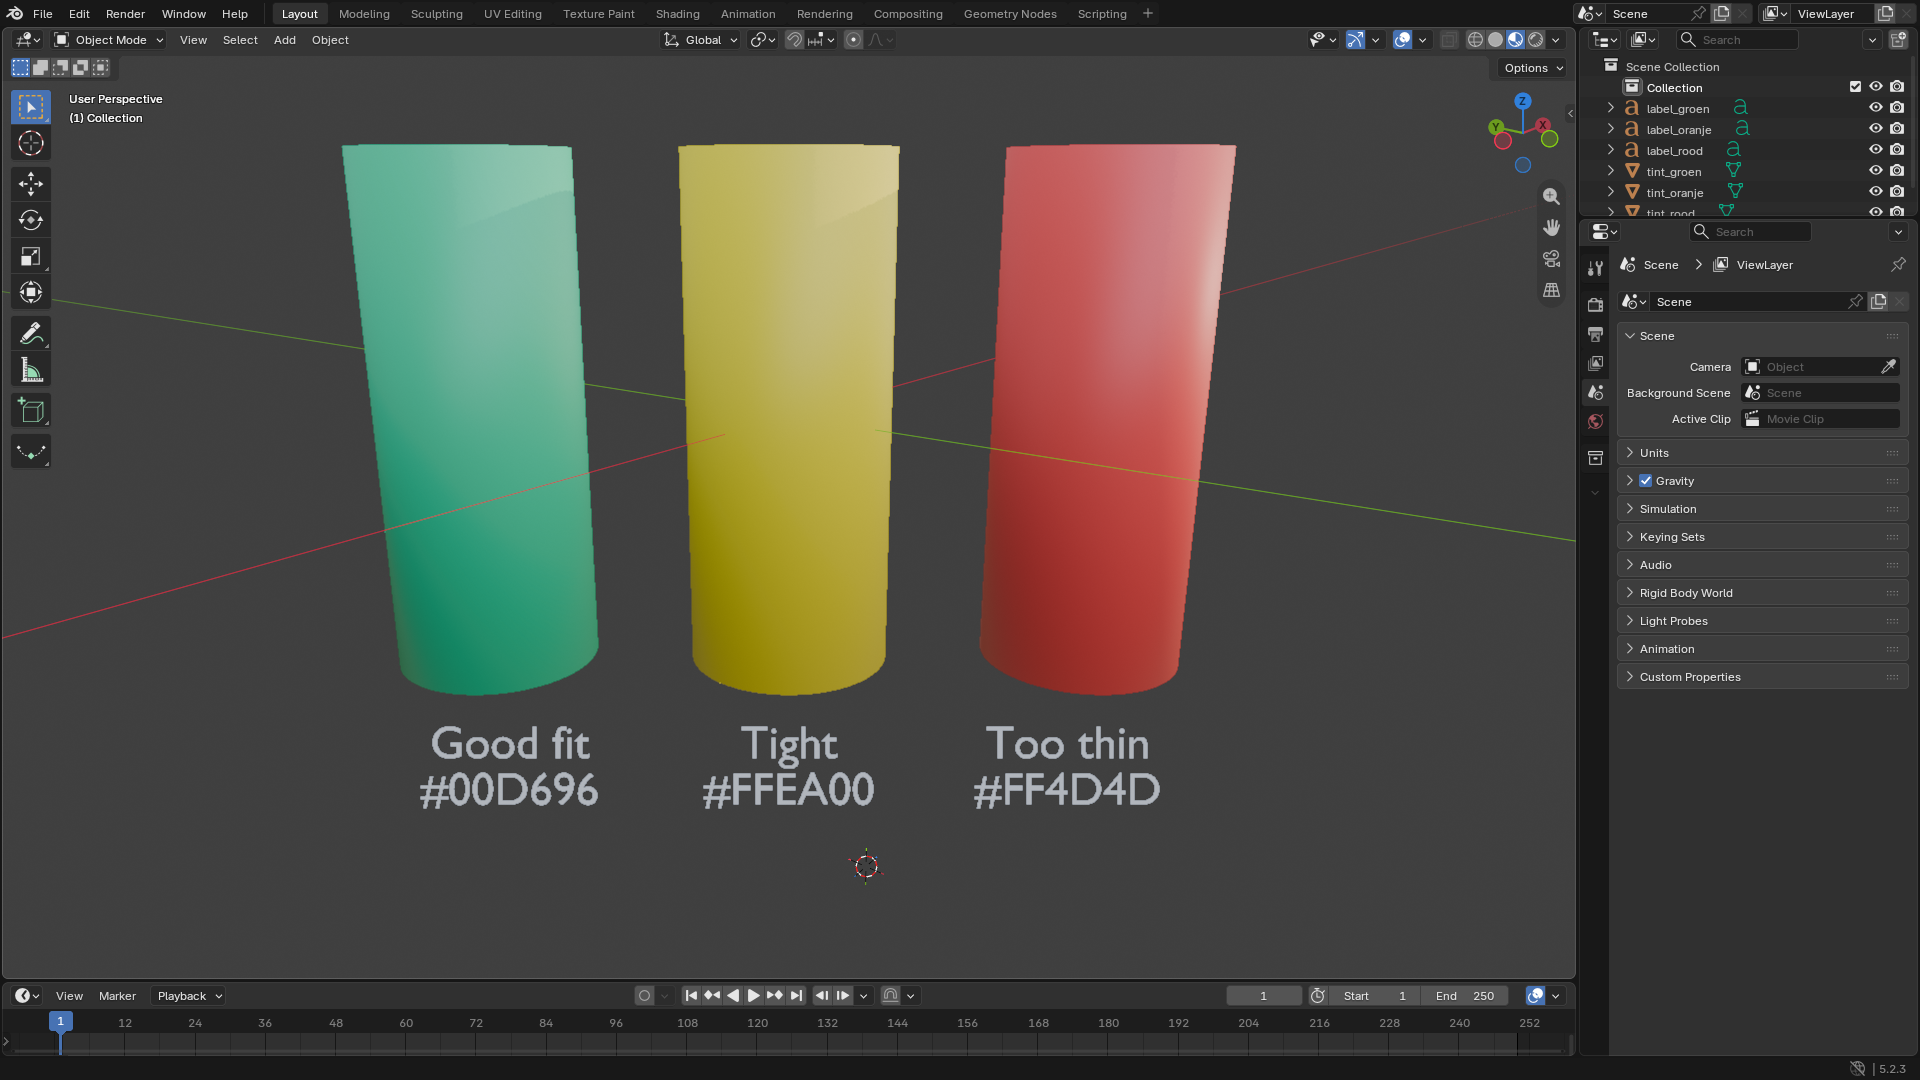 File Edit Render Window Help Layout Modeling Sculpting UV Editing Texture Paint Shading Animation Rendering Compositing Geometry Nodes Scripting + Scene ViewLayer
Object Mode View Select Add Object Global Search
Options
Scene Collection
Collection
label_groen
label_oranje
label_rood
tint_groen
tint_oranje
tint_rood
User Perspective
(1) Collection
Z
Y
X
Good fit
#00D696
Tight
#FFEA00
Too thin
#FF4D4D
Search
Scene ViewLayer
Scene
Scene
Camera Object
Background Scene Scene
Active Clip Movie Clip
Units
Gravity
Simulation
Keying Sets
Audio
Rigid Body World
Light Probes
Animation
Custom Properties
View Marker Playback 1 Start 1 End 250
1 12 24 36 48 60 72 84 96 108 120 132 144 156 168 180 192 204 216 228 240 252
5.2.3